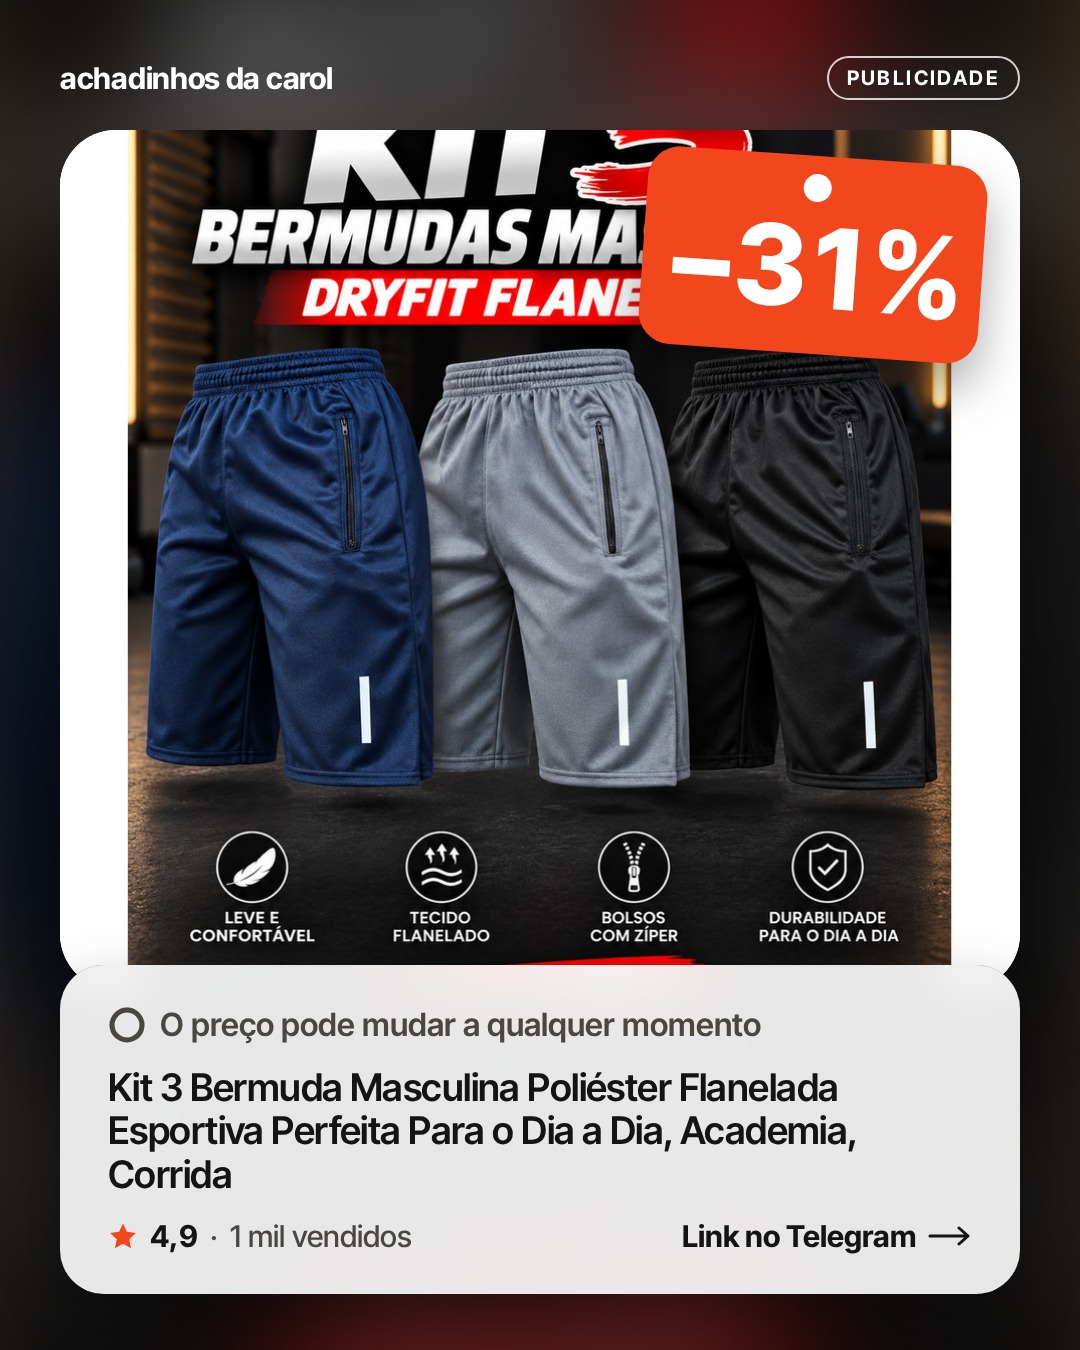 achadinhos da carol
PUBLICIDADE
KIT 3
BERMUDAS
DRYFIT
-31%
LEVE E
CONFORTÁVEL
TECIDO
FLANELADO
BOLSOS
COM ZÍPER
DURABILIDADE
PARA O DIA A DIA
O preço pode mudar a qualquer momento
Kit 3 Bermuda Masculina Poliéster Flanelada
Esportiva Perfeita Para o Dia a Dia, Academia,
Corrida
4,9 · 1 mil vendidos
Link no Telegram →